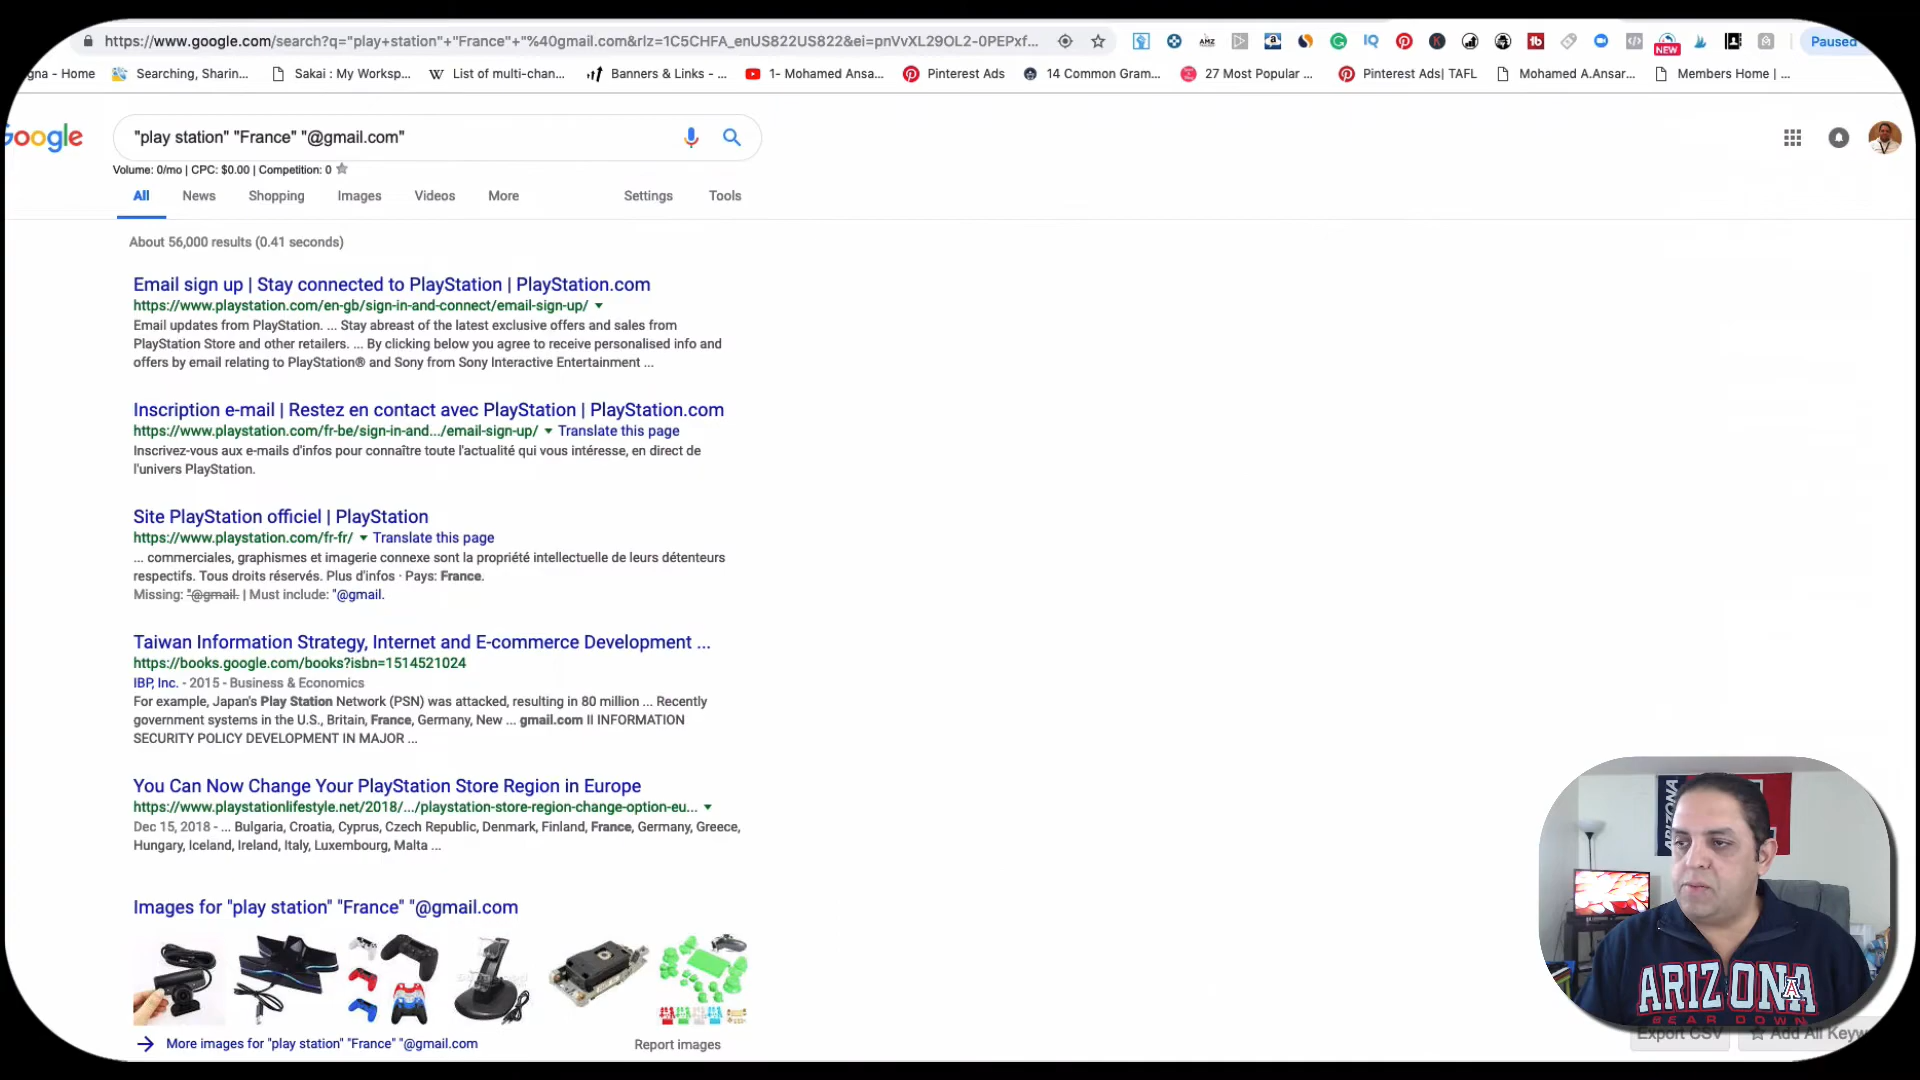 https://www.google.com/search?q="play+station"+"France"+"%40gmail.com&rlz=1C5CHFA_enUS822US822&ei=pnVvXL29OL2-0PEPxf...
NEW
Paused
gna - Home
Searching, Sharin...
Sakai : My Worksp...
List of multi-chan...
Banners & Links - ...
1- Mohamed Ansa...
Pinterest Ads
14 Common Gram...
27 Most Popular ...
Pinterest Ads| TAFL
Mohamed A.Ansar...
Members Home | ...
Google
"play station" "France" "@gmail.com"
Volume: 0/mo | CPC: $0.00 | Competition: 0
All News Shopping Images Videos More Settings Tools
About 56,000 results (0.41 seconds)
Email sign up | Stay connected to PlayStation | PlayStation.com
https://www.playstation.com/en-gb/sign-in-and-connect/email-sign-up/
Email updates from PlayStation. ... Stay abreast of the latest exclusive offers and sales from
PlayStation Store and other retailers. ... By clicking below you agree to receive personalised info and
offers by email relating to PlayStation® and Sony from Sony Interactive Entertainment ...
Inscription e-mail | Restez en contact avec PlayStation | PlayStation.com
https://www.playstation.com/fr-be/sign-in-and.../email-sign-up/ Translate this page
Inscrivez-vous aux e-mails d'infos pour connaître toute l'actualité qui vous intéresse, en direct de
l'univers PlayStation.
Site PlayStation officiel | PlayStation
https://www.playstation.com/fr-fr/ Translate this page
... commerciales, graphismes et imagerie connexe sont la propriété intellectuelle de leurs détenteurs
respectifs. Tous droits réservés. Plus d'infos · Pays: France.
Missing: "@gmail. | Must include: "@gmail.
Taiwan Information Strategy, Internet and E-commerce Development ...
https://books.google.com/books?isbn=1514521024
IBP, Inc. - 2015 - Business & Economics
For example, Japan's Play Station Network (PSN) was attacked, resulting in 80 million ... Recently
government systems in the U.S., Britain, France, Germany, New ... gmail.com II INFORMATION
SECURITY POLICY DEVELOPMENT IN MAJOR ...
You Can Now Change Your PlayStation Store Region in Europe
https://www.playstationlifestyle.net/2018/.../playstation-store-region-change-option-eu...
Dec 15, 2018 - ... Bulgaria, Croatia, Cyprus, Czech Republic, Denmark, Finland, France, Germany, Greece,
Hungary, Iceland, Ireland, Italy, Luxembourg, Malta ...
Images for "play station" "France" "@gmail.com
More images for "play station" "France" "@gmail.com
Report images
ARIZONA
ARIZONA
BEAR DOWN
Export CSV
Add All Keyw